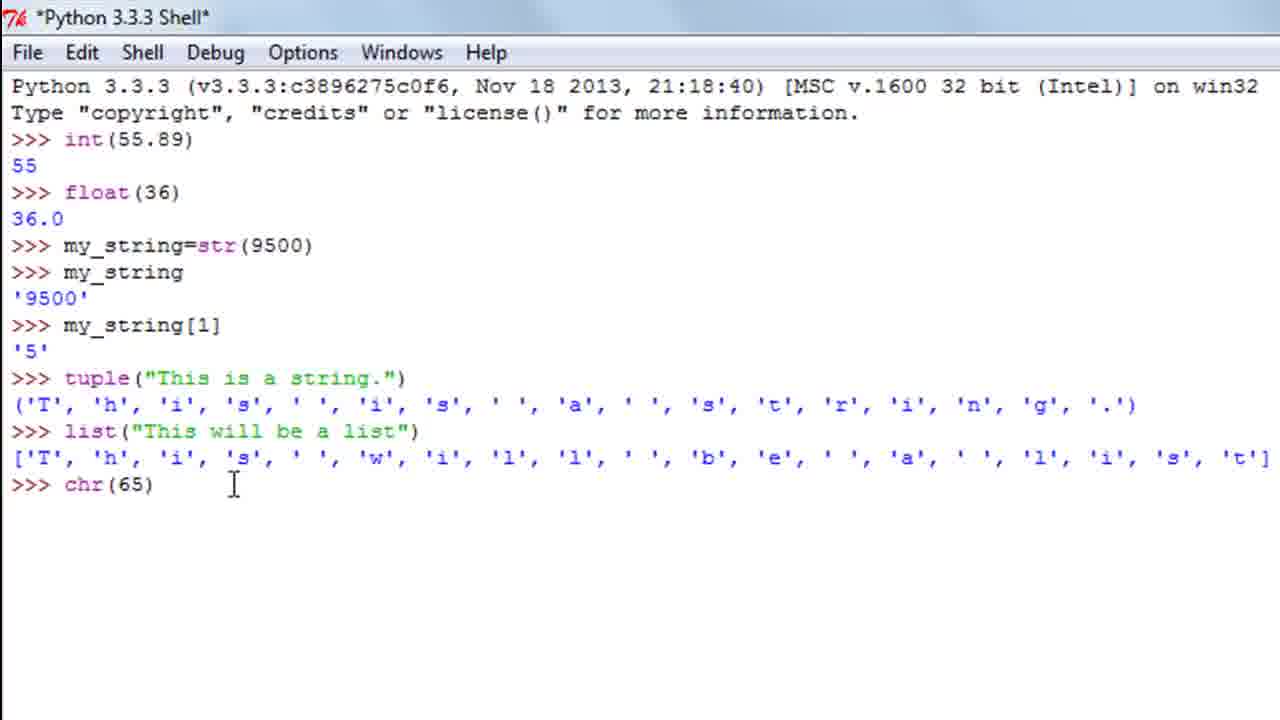 *Python 3.3.3 Shell*
File Edit Shell Debug Options Windows Help
Python 3.3.3 (v3.3.3:c3896275c0f6, Nov 18 2013, 21:18:40) [MSC v.1600 32 bit (Intel)] on win32
Type "copyright", "credits" or "license()" for more information.
>>> int(55.89)
55
>>> float(36)
36.0
>>> my_string=str(9500)
>>> my_string
'9500'
>>> my_string[1]
'5'
>>> tuple("This is a string.")
('T', 'h', 'i', 's', ' ', 'i', 's', ' ', 'a', ' ', 's', 't', 'r', 'i', 'n', 'g', '.')
>>> list("This will be a list")
['T', 'h', 'i', 's', ' ', 'w', 'i', 'l', 'l', ' ', 'b', 'e', ' ', 'a', ' ', 'l', 'i', 's', 't']
>>> chr(65)